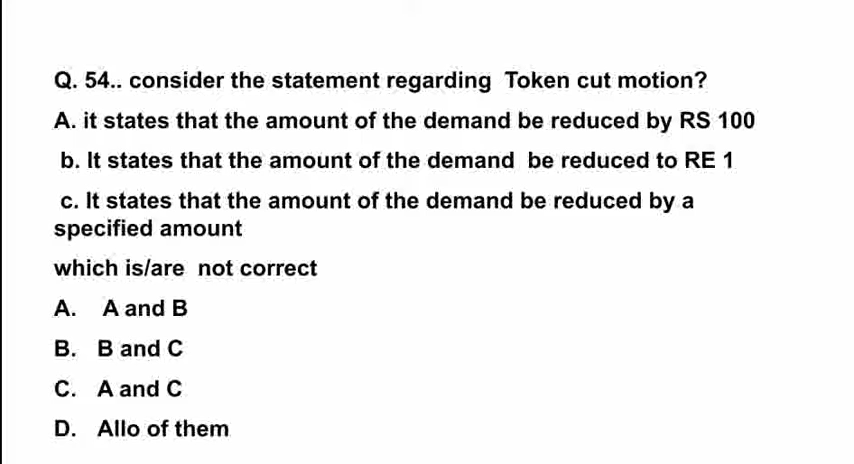 Q. 54.. consider the statement regarding Token cut motion?
A. it states that the amount of the demand be reduced by RS 100
b. It states that the amount of the demand be reduced to RE 1
c. It states that the amount of the demand be reduced by a
specified amount
which is/are not correct
A. A and B
B. B and C
C. A and C
D. Allo of them